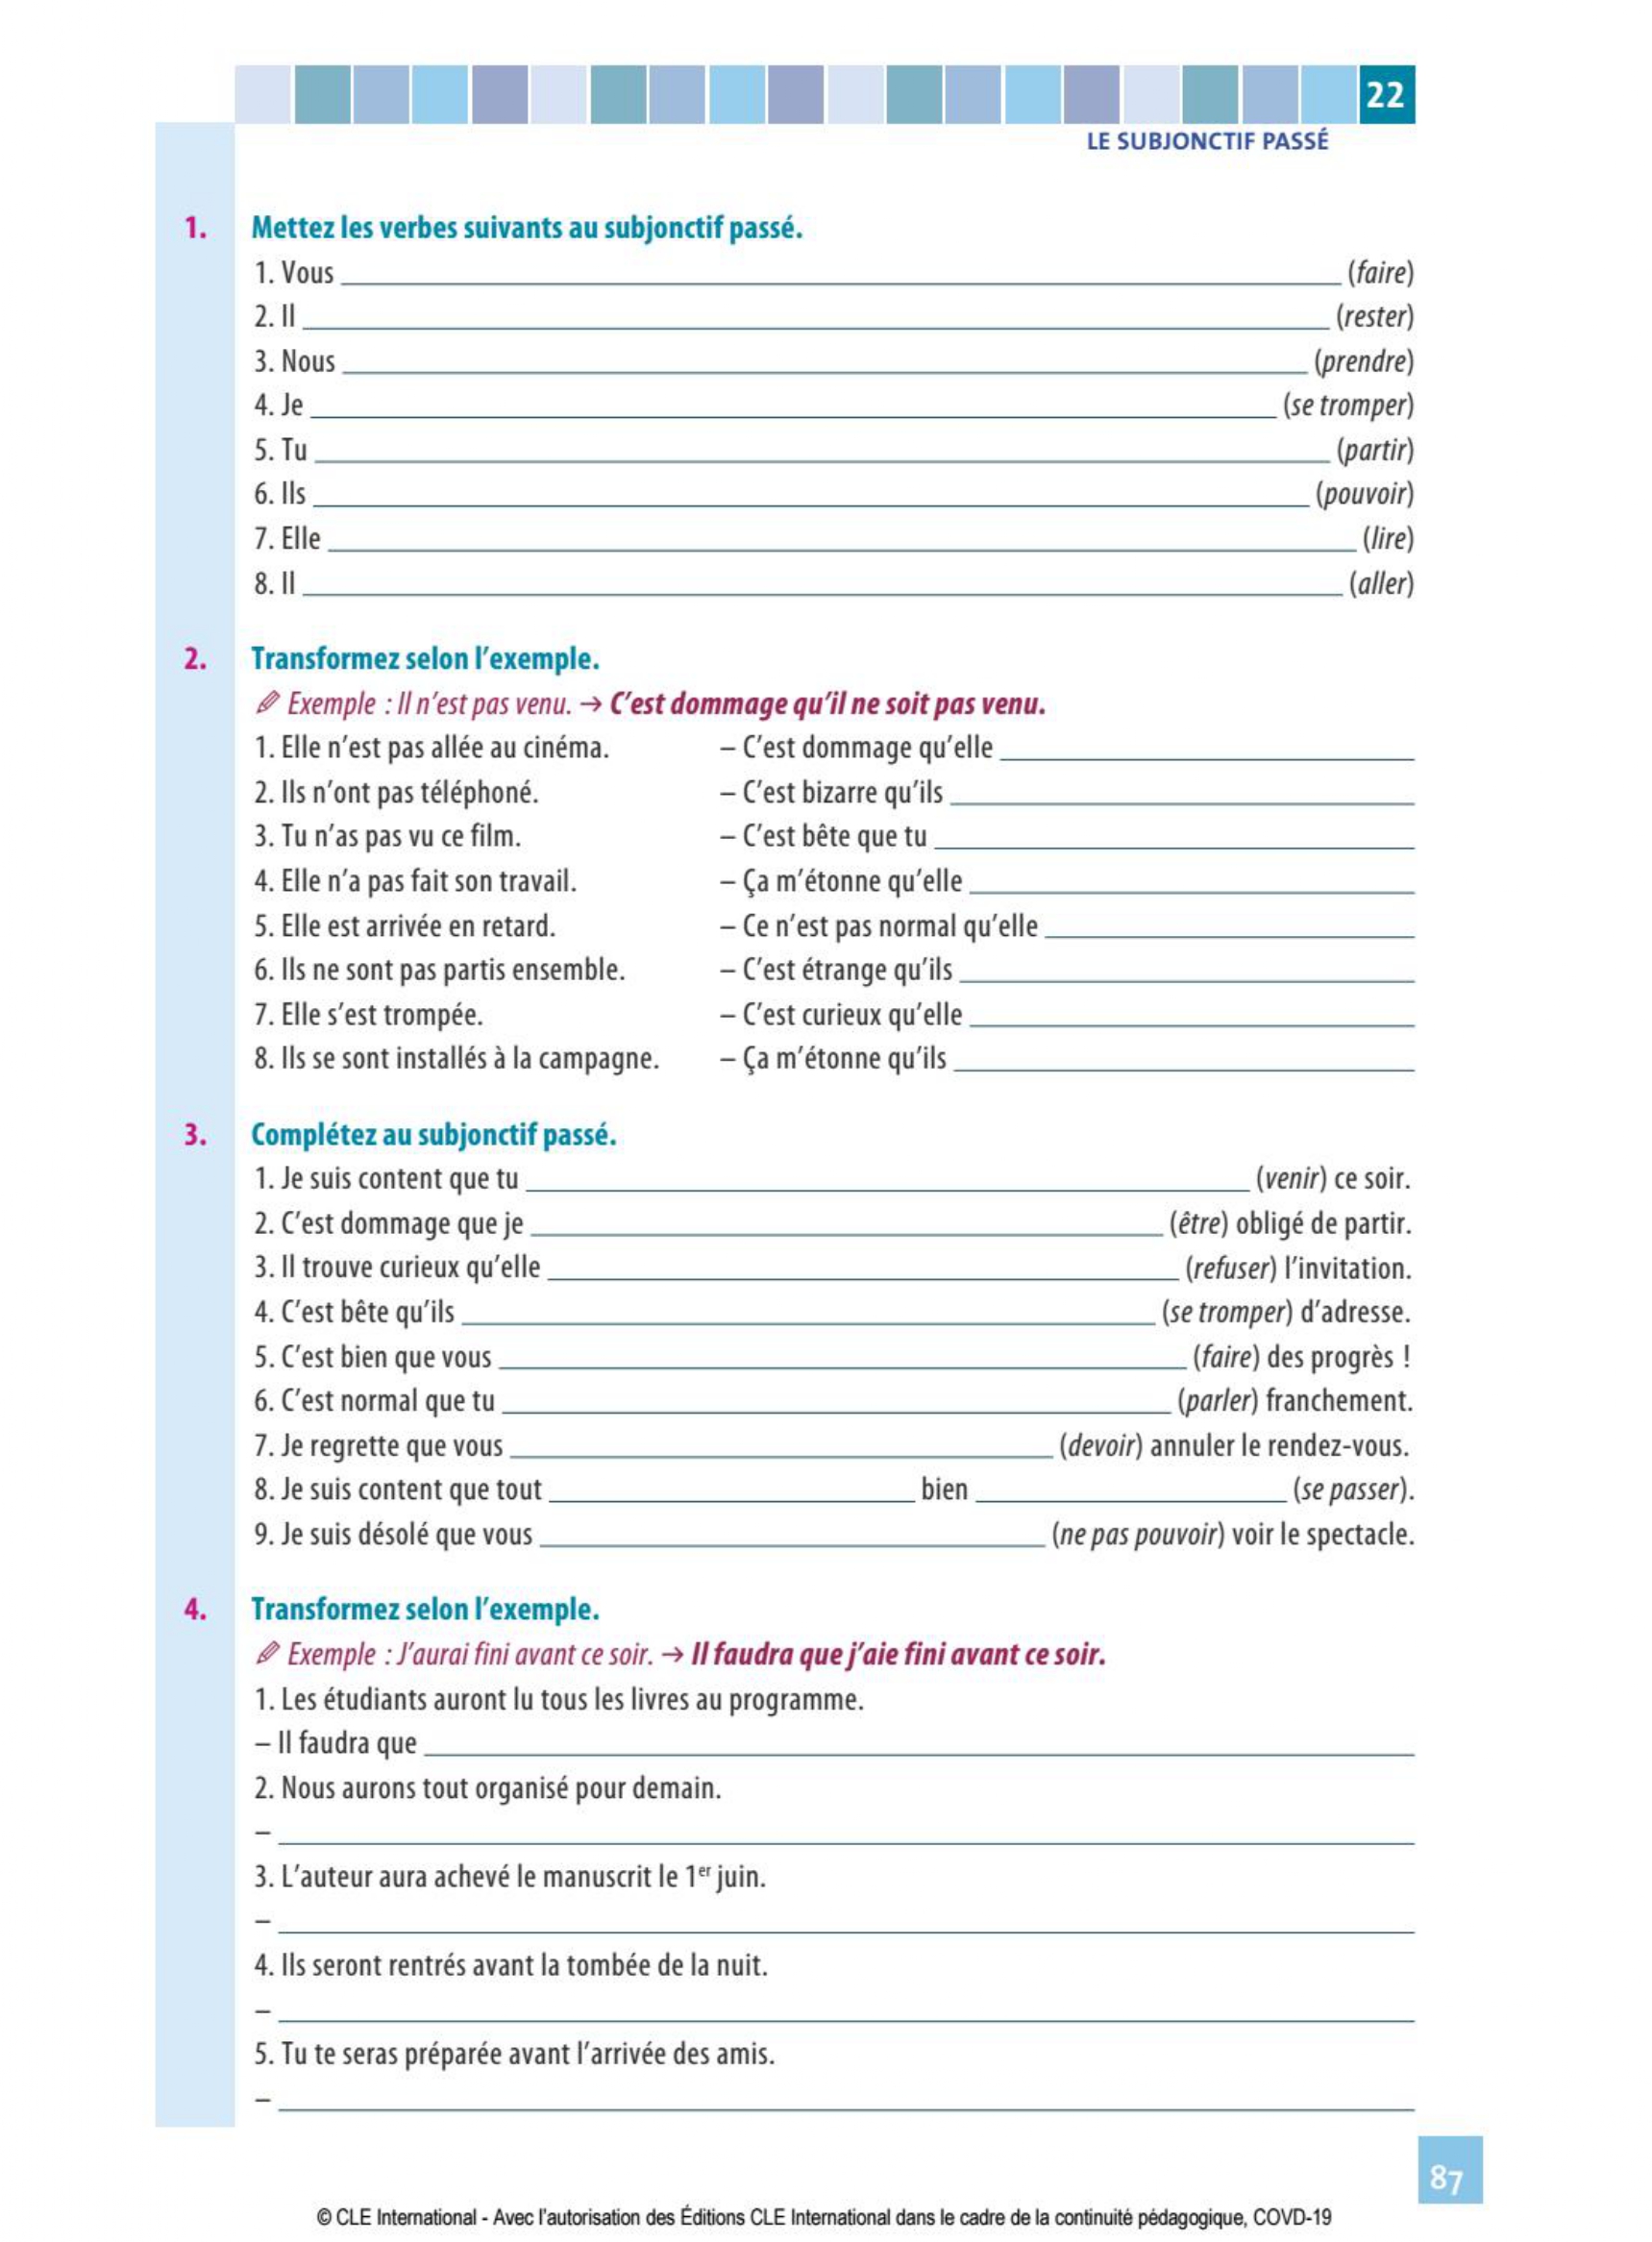 22
LE SUBJONCTIF PASSÉ
1. Mettez les verbes suivants au subjonctif passé.
1. Vous ______ (faire)
2. Il ______ (rester)
3. Nous ______ (prendre)
4. Je ______ (se tromper)
5. Tu ______ (partir)
6. Ils ______ (pouvoir)
7. Elle ______ (lire)
8. Il ______ (aller)
2. Transformez selon l'exemple.
Exemple : Il n'est pas venu. → C'est dommage qu'il ne soit pas venu.
1. Elle n'est pas allée au cinéma. – C'est dommage qu'elle ______
2. Ils n'ont pas téléphoné. – C'est bizarre qu'ils ______
3. Tu n'as pas vu ce film. – C'est bête que tu ______
4. Elle n'a pas fait son travail. – Ça m'étonne qu'elle ______
5. Elle est arrivée en retard. – Ce n'est pas normal qu'elle ______
6. Ils ne sont pas partis ensemble. – C'est étrange qu'ils ______
7. Elle s'est trompée. – C'est curieux qu'elle ______
8. Ils se sont installés à la campagne. – Ça m'étonne qu'ils ______
3. Complétez au subjonctif passé.
1. Je suis content que tu ______ (venir) ce soir.
2. C'est dommage que je ______ (être) obligé de partir.
3. Il trouve curieux qu'elle ______ (refuser) l'invitation.
4. C'est bête qu'ils ______ (se tromper) d'adresse.
5. C'est bien que vous ______ (faire) des progrès !
6. C'est normal que tu ______ (parler) franchement.
7. Je regrette que vous ______ (devoir) annuler le rendez-vous.
8. Je suis content que tout ______ bien ______ (se passer).
9. Je suis désolé que vous ______ (ne pas pouvoir) voir le spectacle.
4. Transformez selon l'exemple.
Exemple : J'aurai fini avant ce soir. → Il faudra que j'aie fini avant ce soir.
1. Les étudiants auront lu tous les livres au programme.
– Il faudra que ______
2. Nous aurons tout organisé pour demain.
– ______
3. L'auteur aura achevé le manuscrit le 1er juin.
– ______
4. Ils seront rentrés avant la tombée de la nuit.
– ______
5. Tu te seras préparée avant l'arrivée des amis.
– ______
87
© CLE International - Avec l'autorisation des Éditions CLE International dans le cadre de la continuité pédagogique, COVD-19